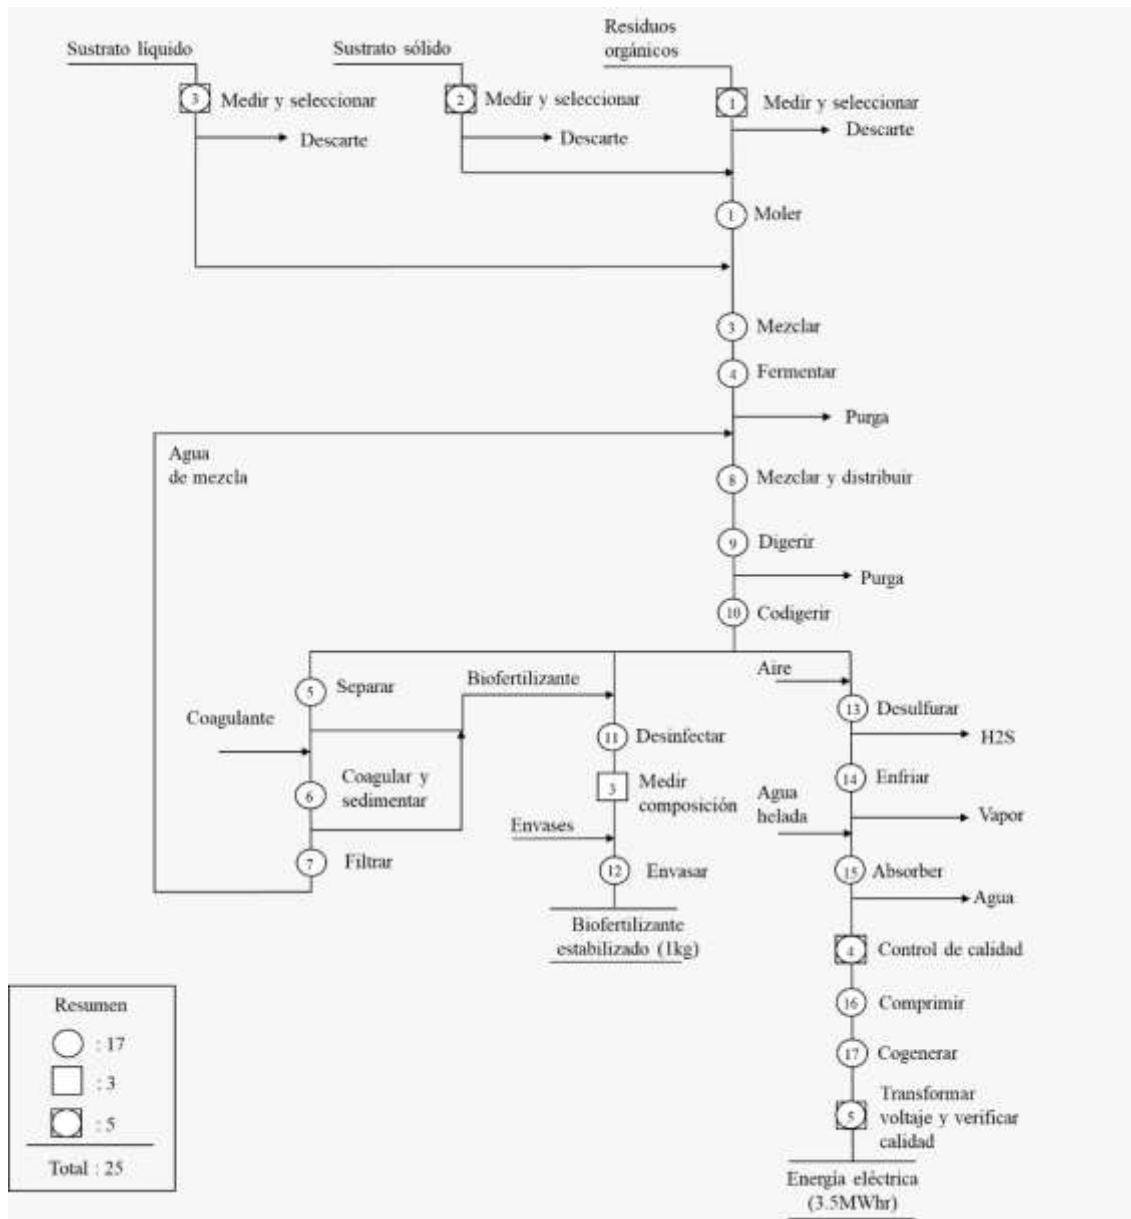 Residuos
orgánicos
Sustrato líquido
Sustrato sólido
3 Medir y seleccionar
2 Medir y seleccionar
1 Medir y seleccionar
Descarte
Descarte
Descarte
1 Moler
3 Mezclar
4 Fermentar
Purga
Agua
de mezcla
8 Mezclar y distribuir
9 Digerir
Purga
10 Codigerir
Aire
Biofertilizante
5 Separar
Coagulante
13 Desulfurar
11 Desinfectar
H2S
6 Coagular y
sedimentar
3 Medir
composición
14 Enfriar
Agua
helada
Vapor
Envases
7 Filtrar
12 Envasar
15 Absorber
Agua
Biofertilizante
estabilizado (1kg)
4 Control de calidad
16 Comprimir
17 Cogenerar
5 Transformar
voltaje y verificar
calidad
Energía eléctrica
(3.5MWhr)
Resumen
: 17
: 3
: 5
Total : 25